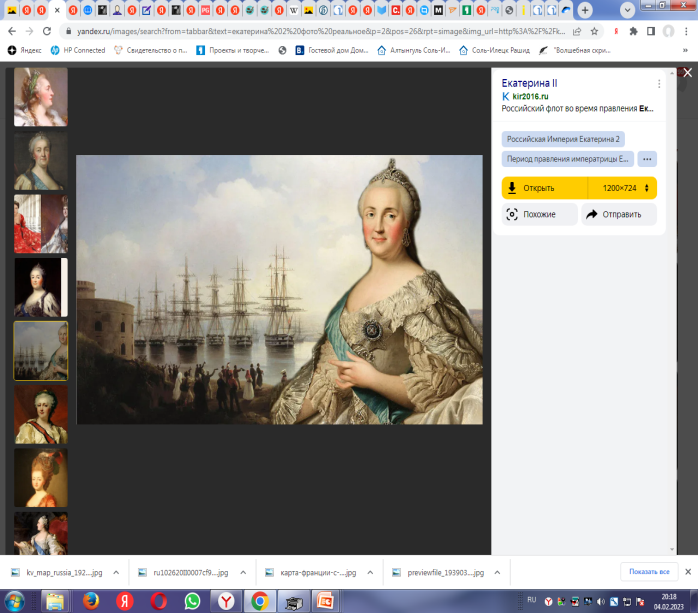 yandex.ru/images/search?from=tabbar&text=екатерина%202%20фото%20реальное&p=2&pos=26&rpt=simage&img_url=http%3A%2F%2Fk...
Яндекс
HP Connected
Свидетельство о п...
Проекты и творче...
Гостевой дом Дом...
Алтынгуль Соль-И...
Соль-Илецк Рашид
"Волшебная скри...
Екатерина II
kir2016.ru
Российский флот во время правления Ек...
Российская Империя Екатерина 2
Период правления императрицы Е...
Открыть
1200×724
Похожие
Отправить
kv_map_russia_192....jpg
карта-франции-с-....jpg
previewfile_193903....jpg
Показать все
RU
20:18
04.02.2023